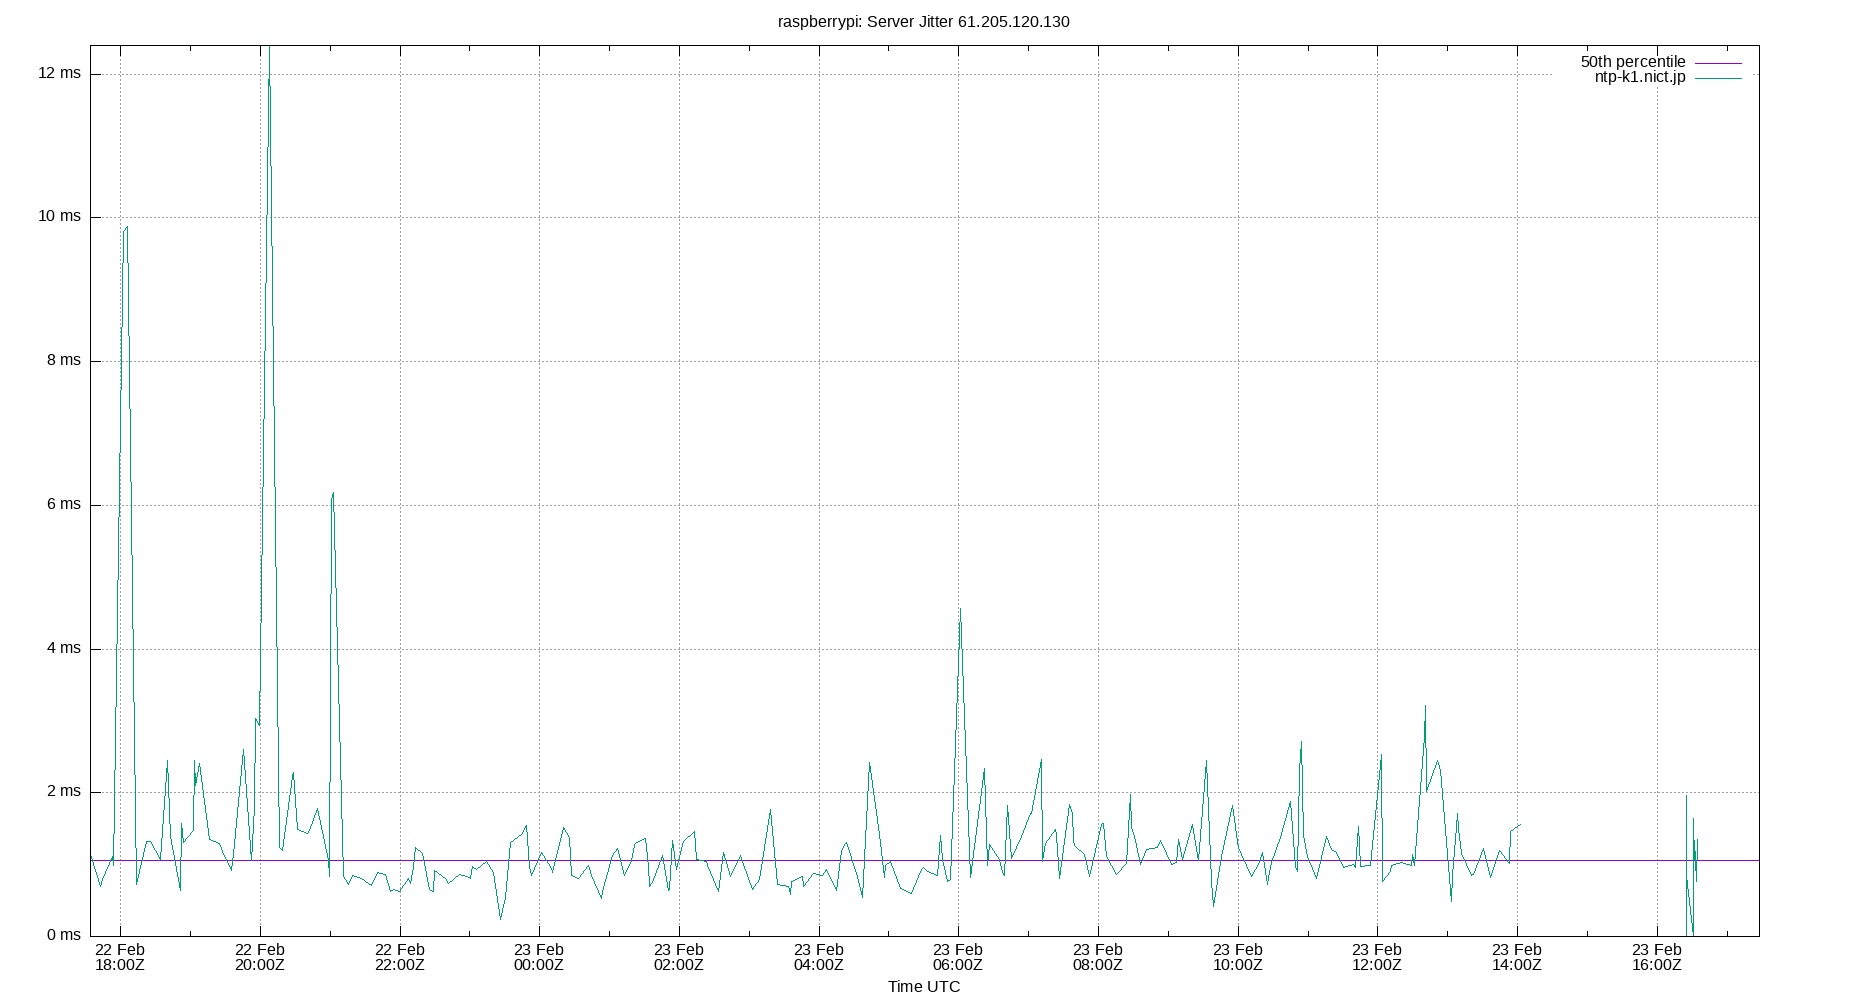 raspberrypi: Server Jitter 61.205.120.130
50th percentile
ntp-k1.nict.jp
12 ms
10 ms
8 ms
6 ms
4 ms
2 ms
0 ms
22 Feb 22 Feb 22 Feb 23 Feb 23 Feb 23 Feb 23 Feb 23 Feb 23 Feb 23 Feb 23 Feb 23 Feb
18:00Z 20:00Z 22:00Z 00:00Z 02:00Z 04:00Z 06:00Z 08:00Z 10:00Z 12:00Z 14:00Z 16:00Z
Time UTC